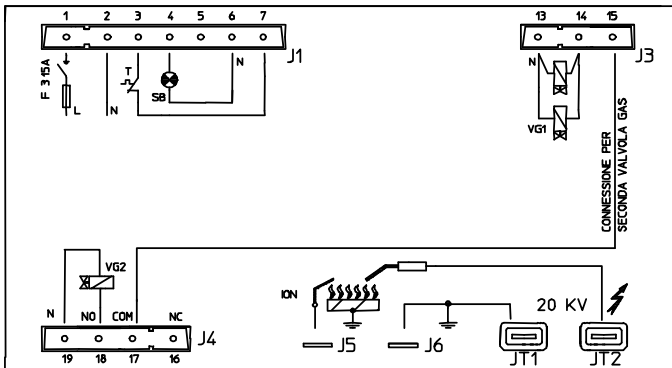 1 2 3 4 5 6 7
J1
F 3 15A
L
N
T
SB
N
13 14 15
J3
N
VG1
CONNESSIONE PER
SECONDA VALVOLA GAS
VG2
N NO COM NC
19 18 17 16
J4
ION
J5
J6
20 KV
JT1
JT2